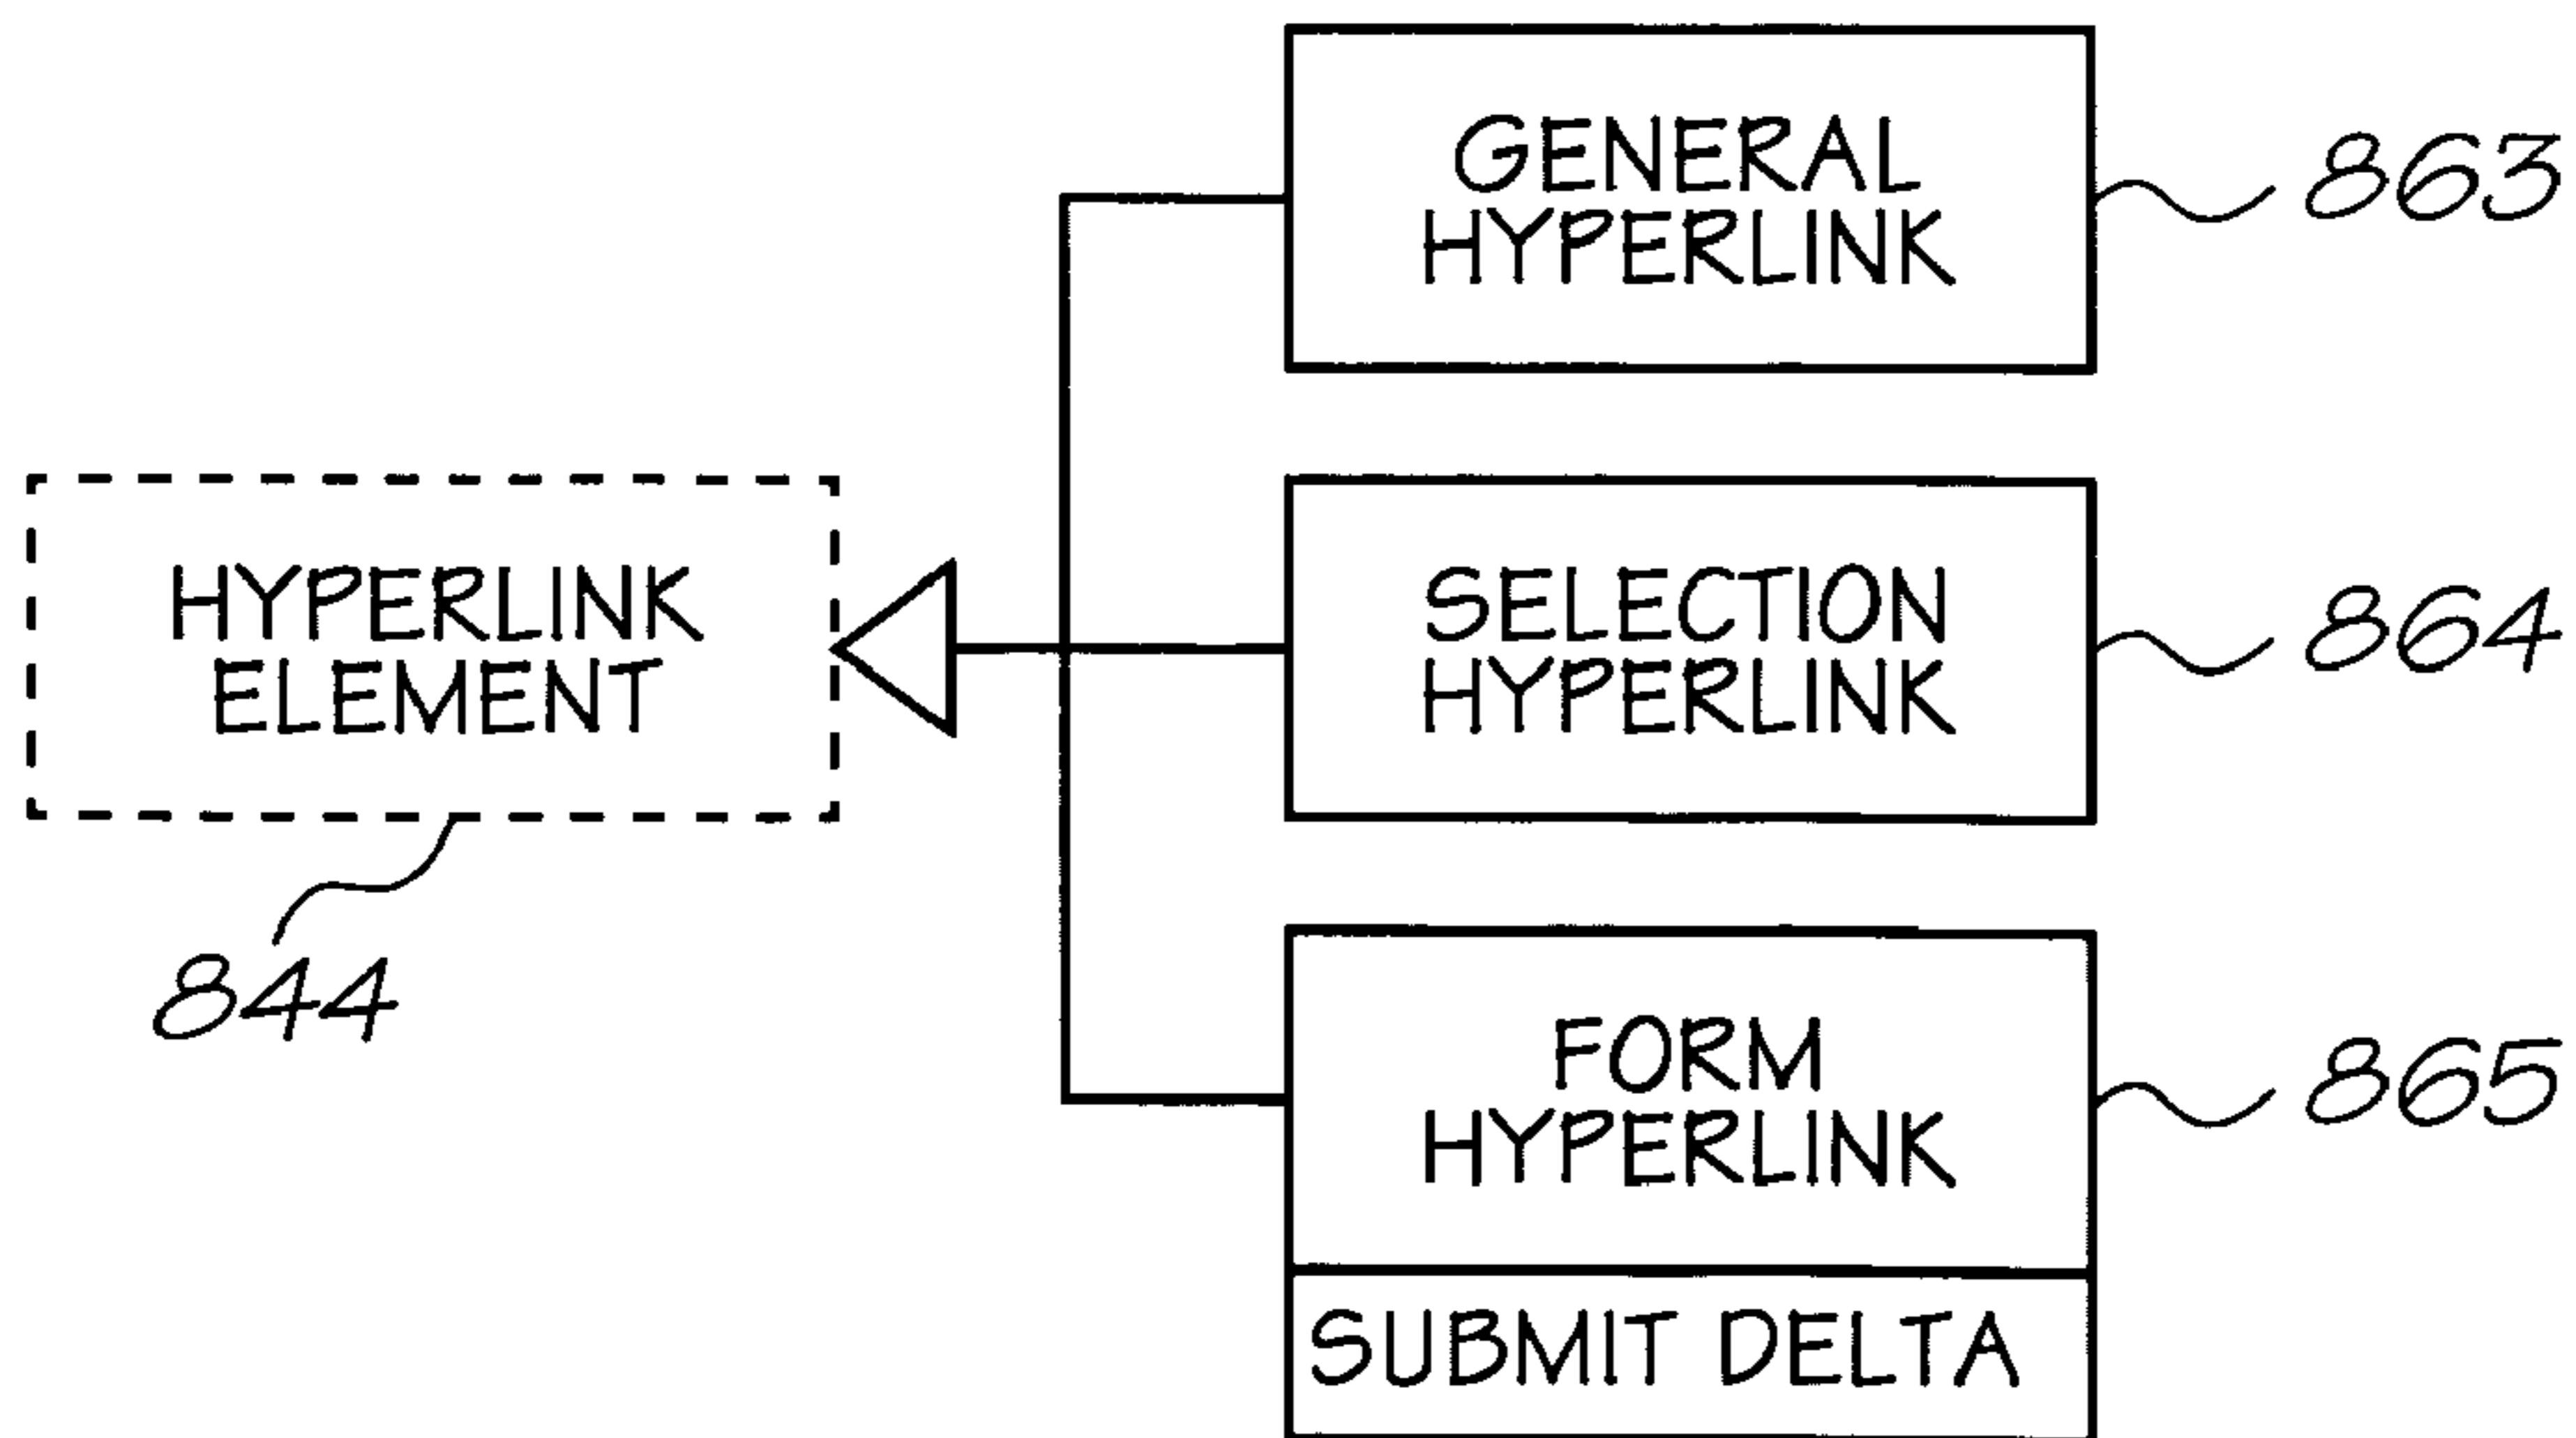 GENERAL
HYPERLINK
863
HYPERLINK
ELEMENT
844
SELECTION
HYPERLINK
864
FORM
HYPERLINK
865
SUBMIT DELTA